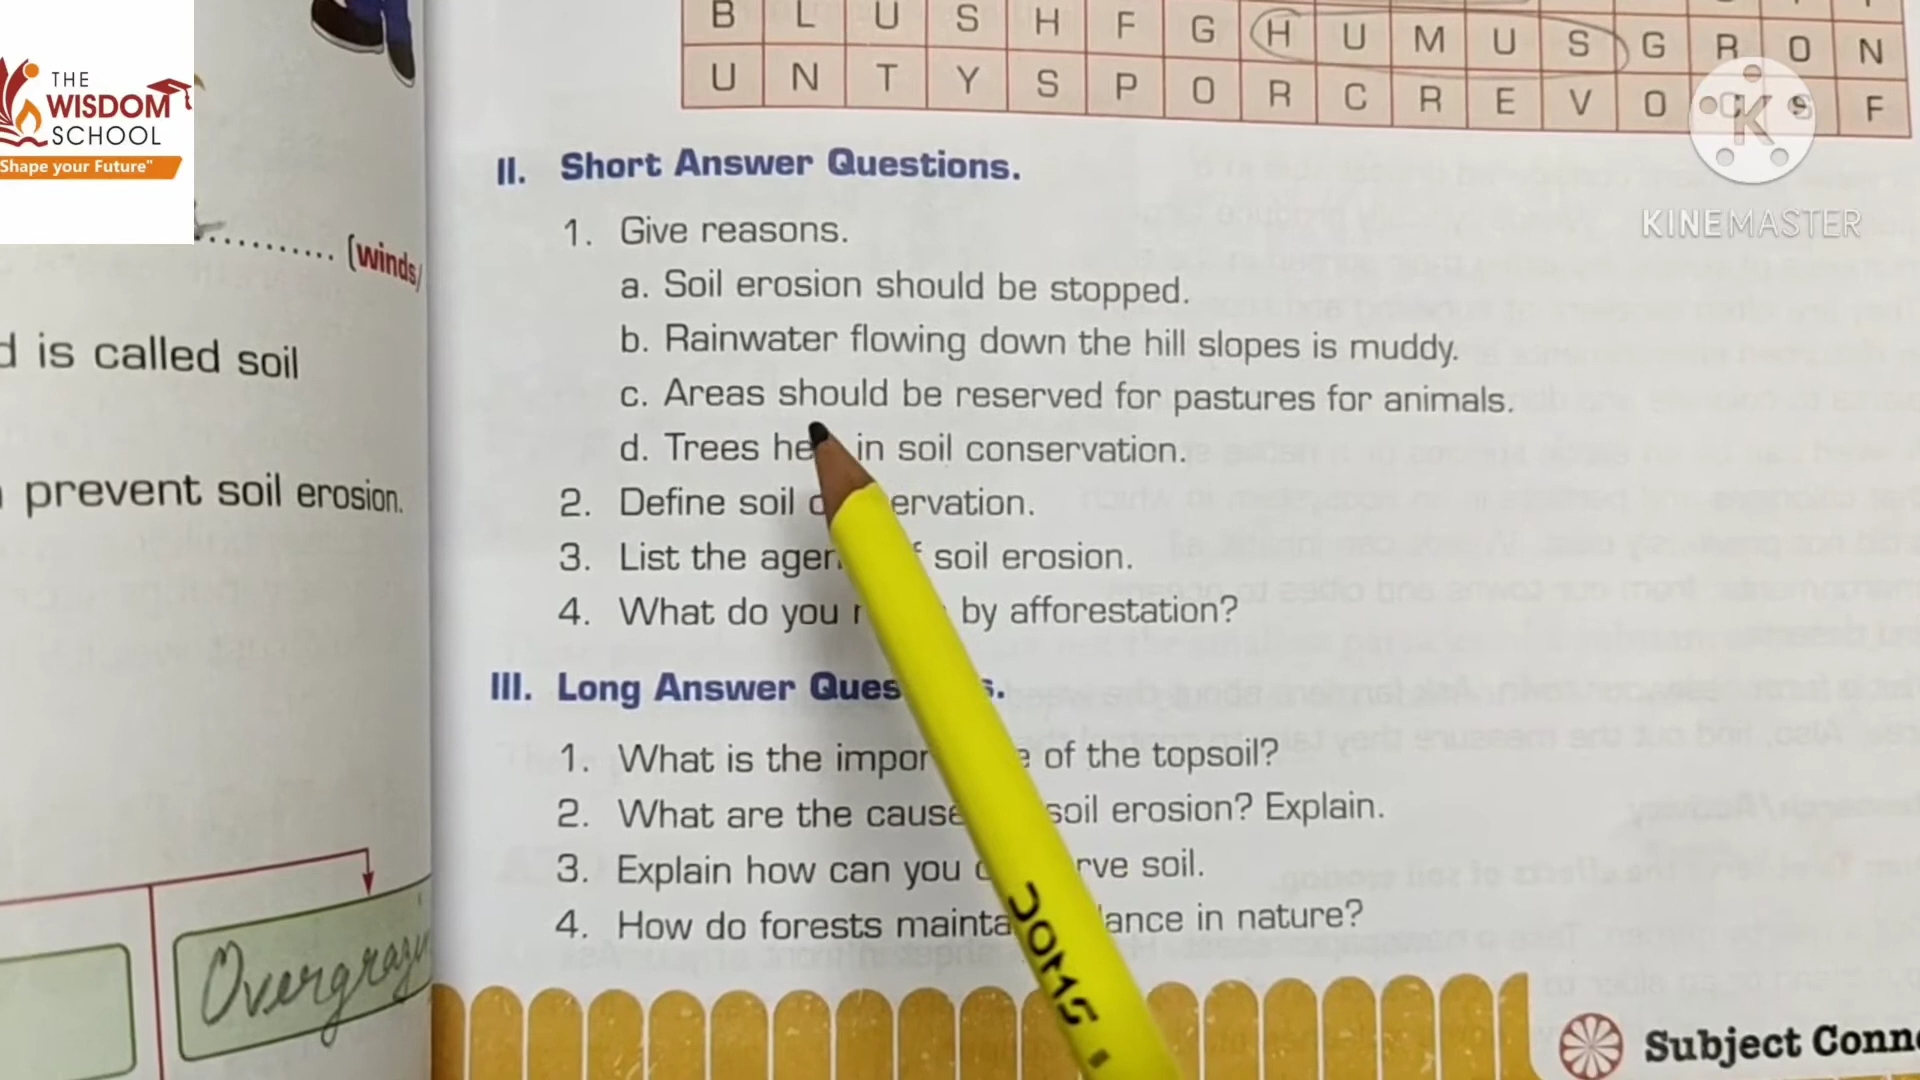 THE
WISDOM
SCHOOL
Shape your Future"
(winds/
is called soil
prevent soil erosion.
Overgrazi
B L U S H F G H U M U S G R O N
U N T Y S P O R C R E V O C S F
KINEMASTER
II. Short Answer Questions.
1. Give reasons.
a. Soil erosion should be stopped.
b. Rainwater flowing down the hill slopes is muddy.
c. Areas should be reserved for pastures for animals.
d. Trees he in soil conservation.
2. Define soil ervation.
3. List the agen soil erosion.
4. What do you by afforestation?
III. Long Answer Ques s.
1. What is the impor e of the topsoil?
2. What are the cause soil erosion? Explain.
3. Explain how can you rve soil.
4. How do forests mainta lance in nature?
DOMS
Subject Conne